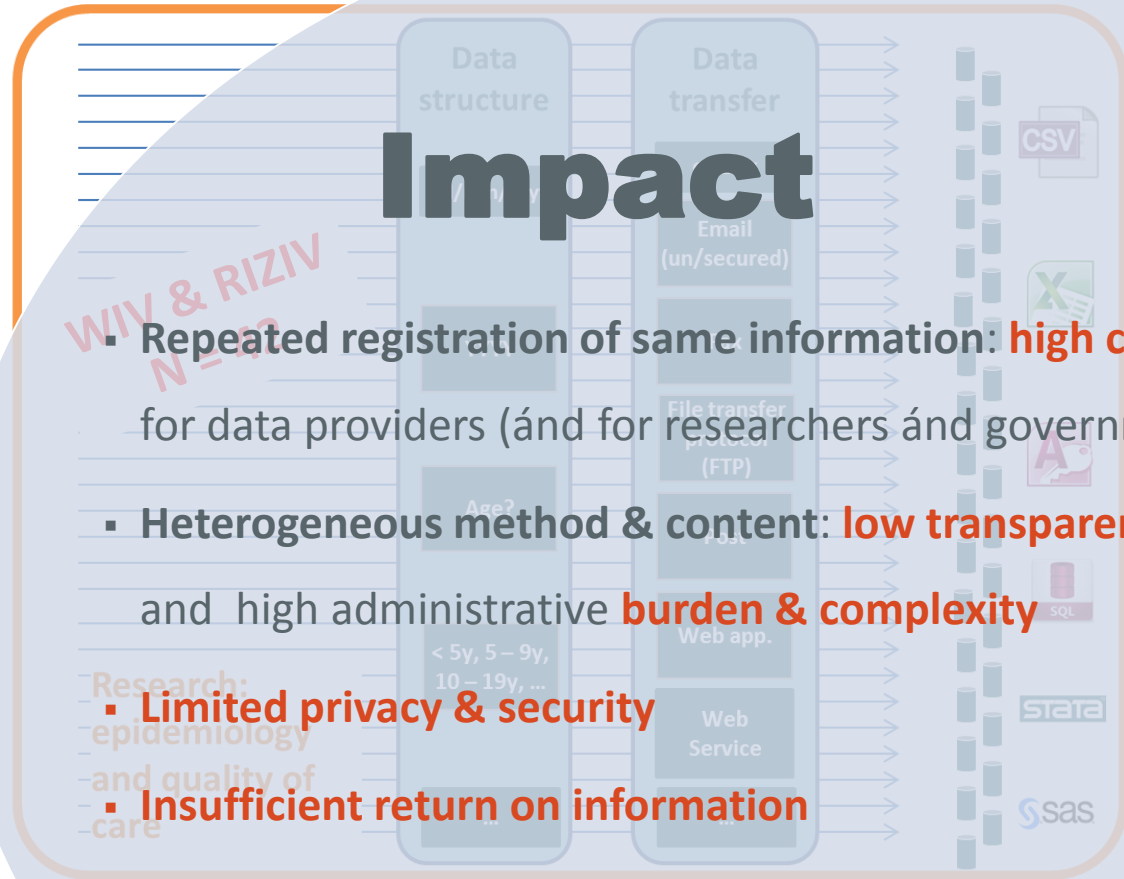 Data
structure
Data
transfer
Impact
Email
(un/secured)
WIV & RIZIV
N = 42
▪ Repeated registration of same information: high c
for data providers (ánd for researchers ánd govern
File transfer
protocol
(FTP)
Age?
▪ Heterogeneous method & content: low transparen
Post
and high administrative burden & complexity
Web app.
< 5y, 5 – 9y,
10 – 19y, ...
Research:
epidemiology
and quality of
care
▪ Limited privacy & security
Web
Service
▪ Insufficient return on information
...
...
CSV
X
A
SQL
STATA
sas